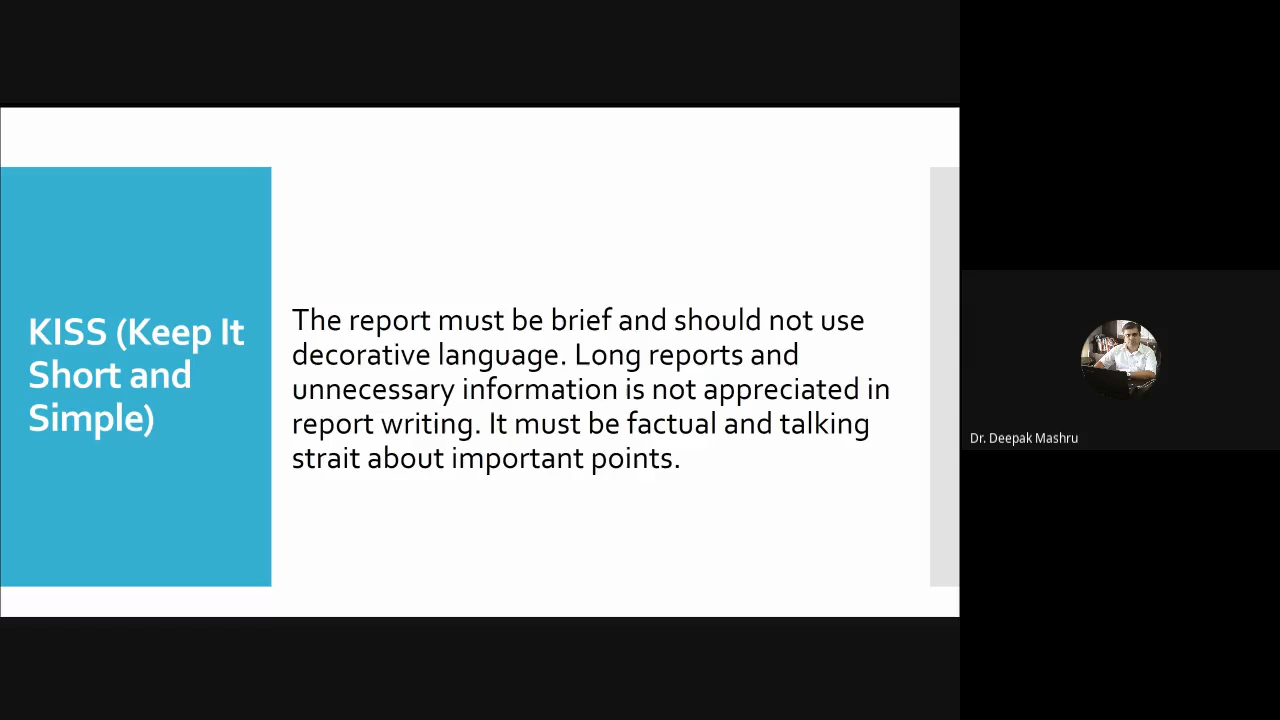 KISS (Keep It
Short and
Simple)
The report must be brief and should not use
decorative language. Long reports and
unnecessary information is not appreciated in
report writing. It must be factual and talking
strait about important points.
Dr. Deepak Mashru